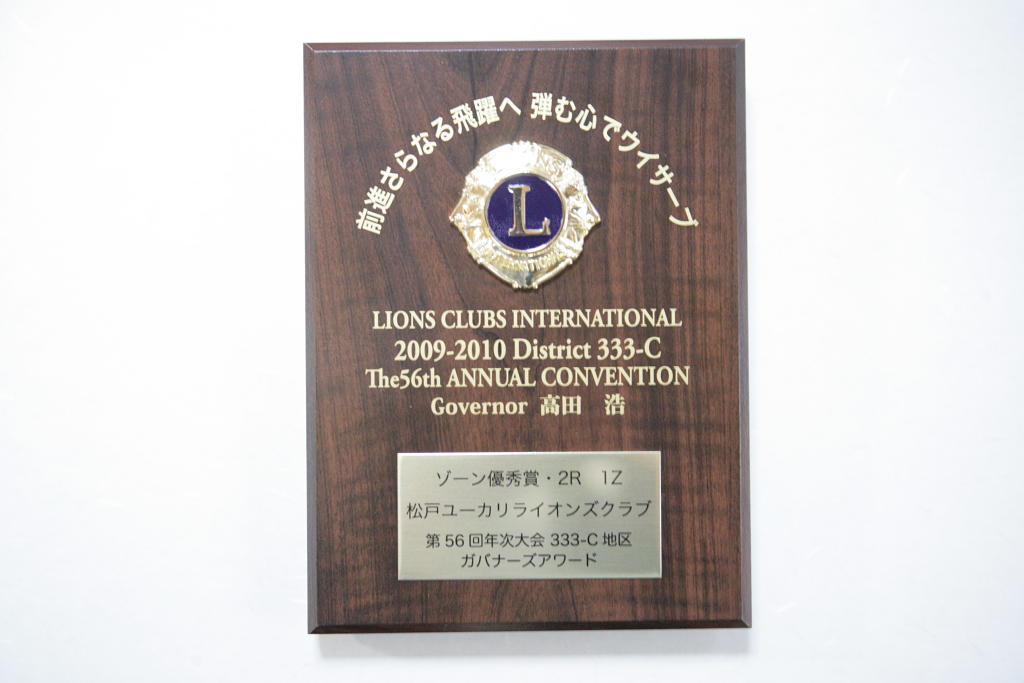 前進さらなる飛躍へ 弾む心でウイサーブ
LIONS
L
INTERNATIONAL
LIONS CLUBS INTERNATIONAL
2009-2010 District 333-C
The56th ANNUAL CONVENTION
Governor 高田 浩
ゾーン優秀賞・2R 1Z
松戸ユーカリライオンズクラブ
第56回年次大会 333-C 地区
ガバナーズアワード